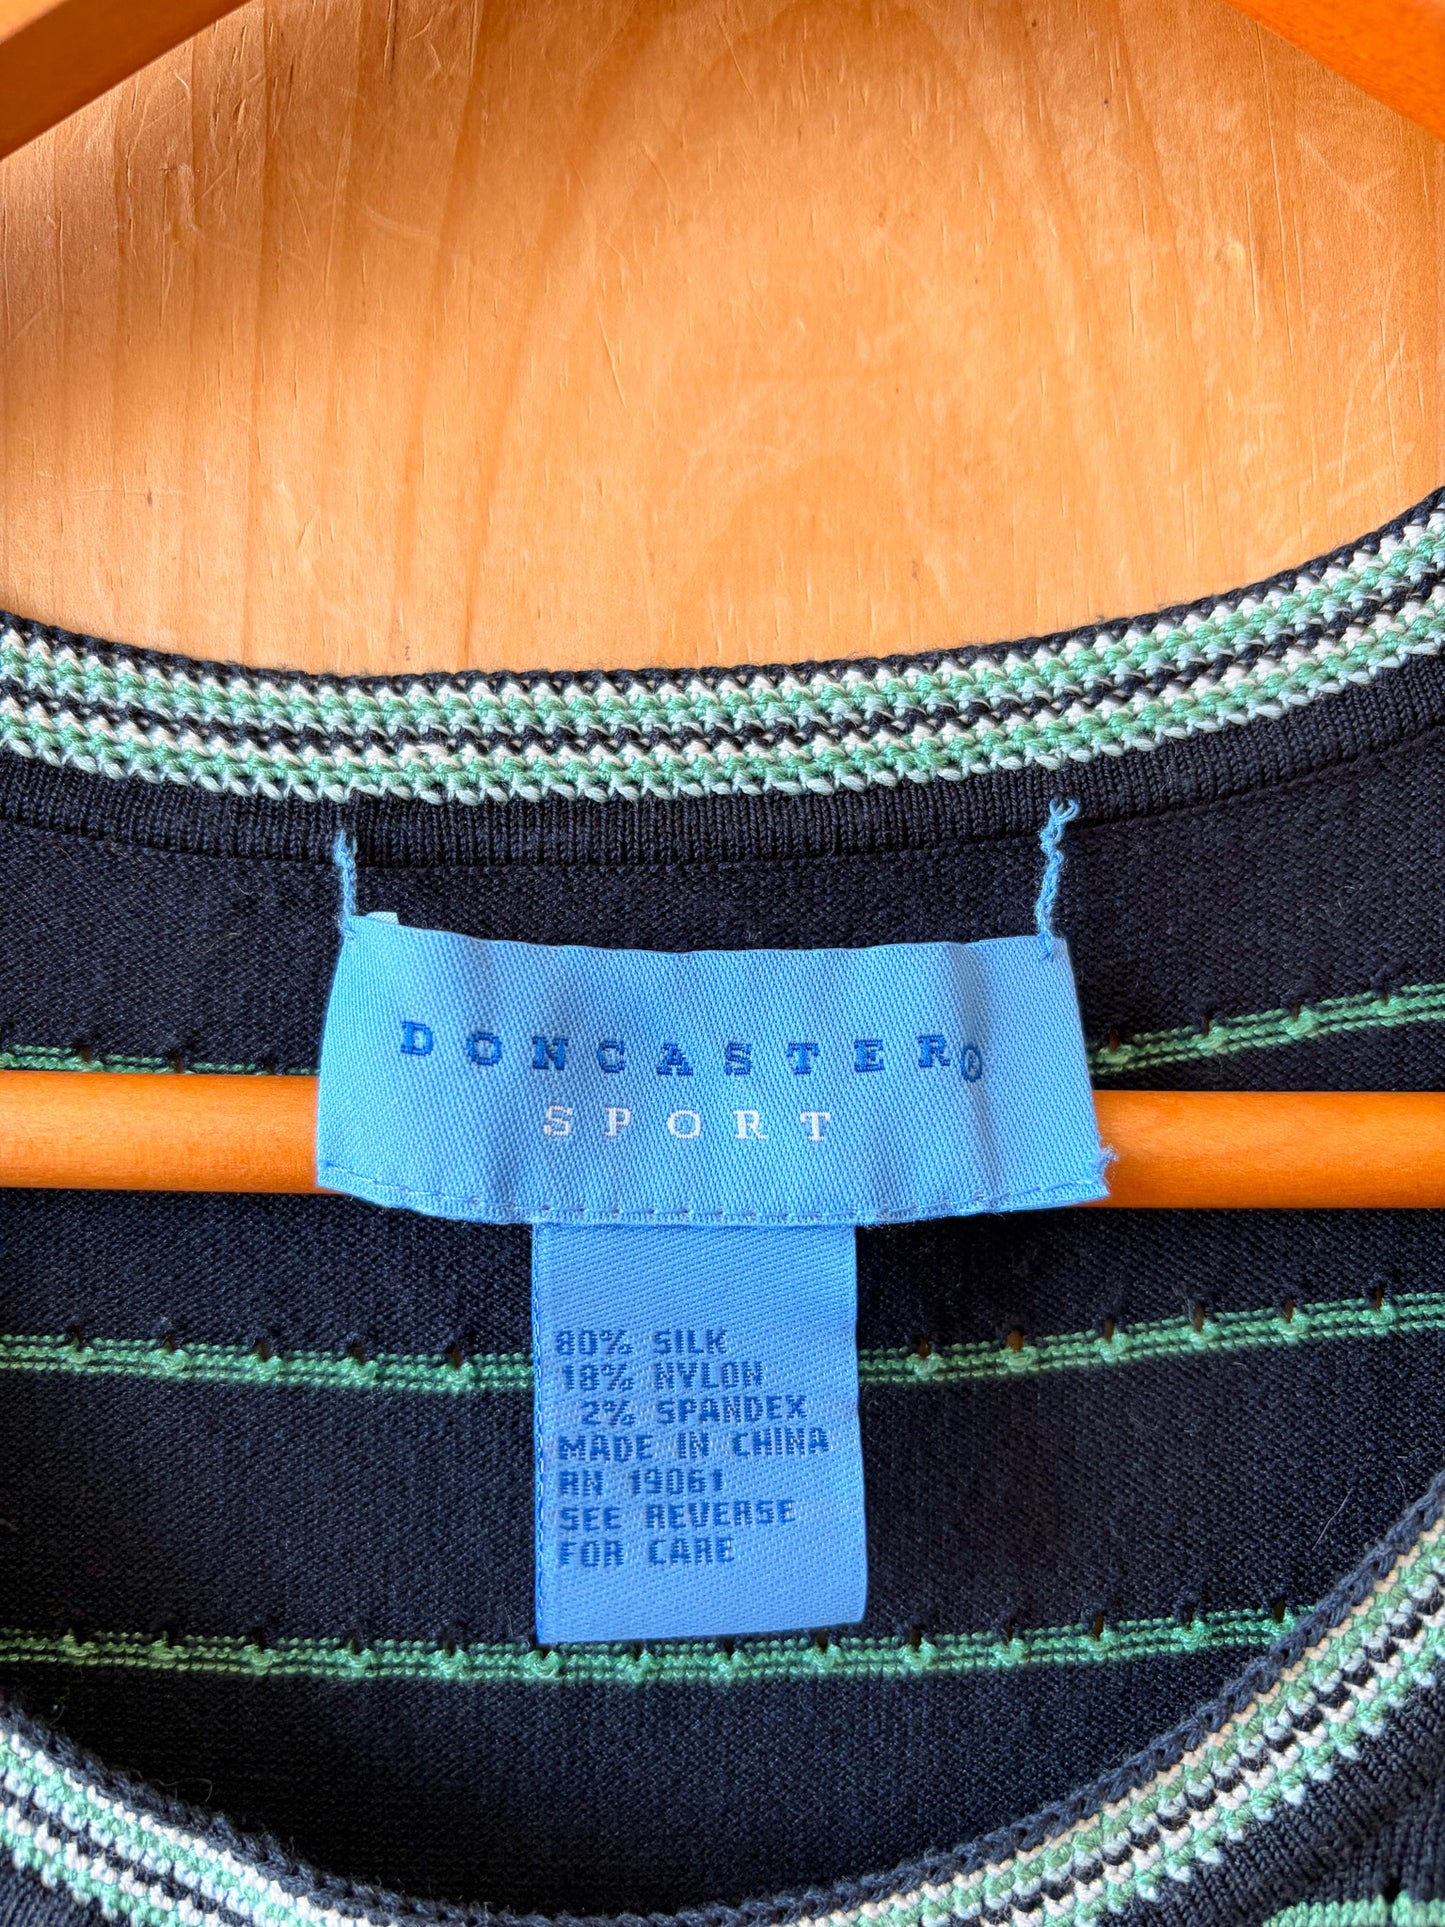 DONCASTER®
SPORT
80% SILK
18% NYLON
2% SPANDEX
MADE IN CHINA
RN 19061
SEE REVERSE
FOR CARE